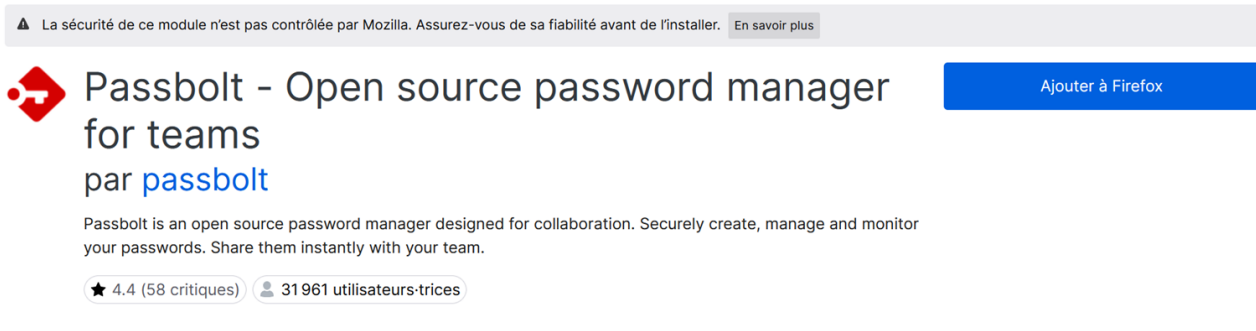 La sécurité de ce module n’est pas contrôlée par Mozilla. Assurez-vous de sa fiabilité avant de l’installer. En savoir plus
Passbolt - Open source password manager
for teams
Ajouter à Firefox
par passbolt
Passbolt is an open source password manager designed for collaboration. Securely create, manage and monitor
your passwords. Share them instantly with your team.
4.4 (58 critiques) 31 961 utilisateurs·trices